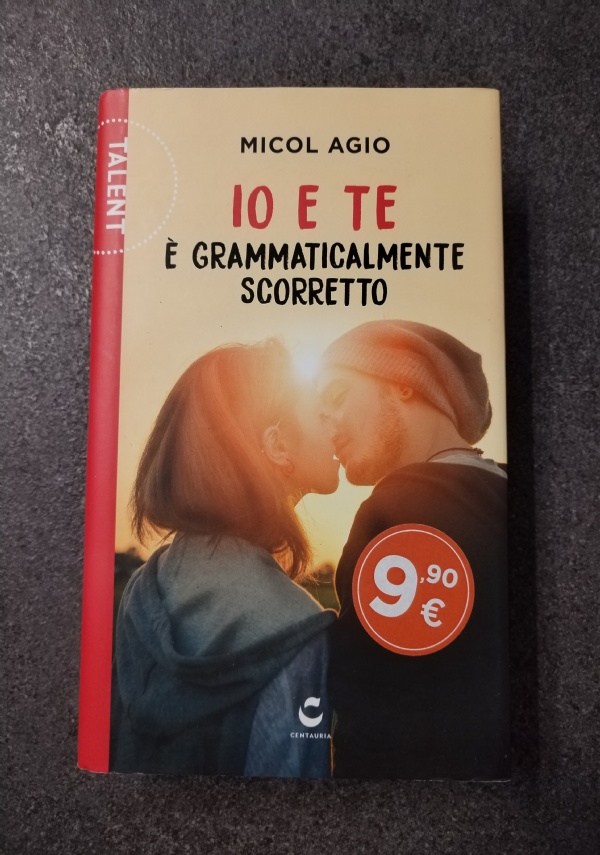 TALENT
MICOL AGIO
IO E TE
È GRAMMATICALMENTE
SCORRETTO
9,90
€
CENTAURIA